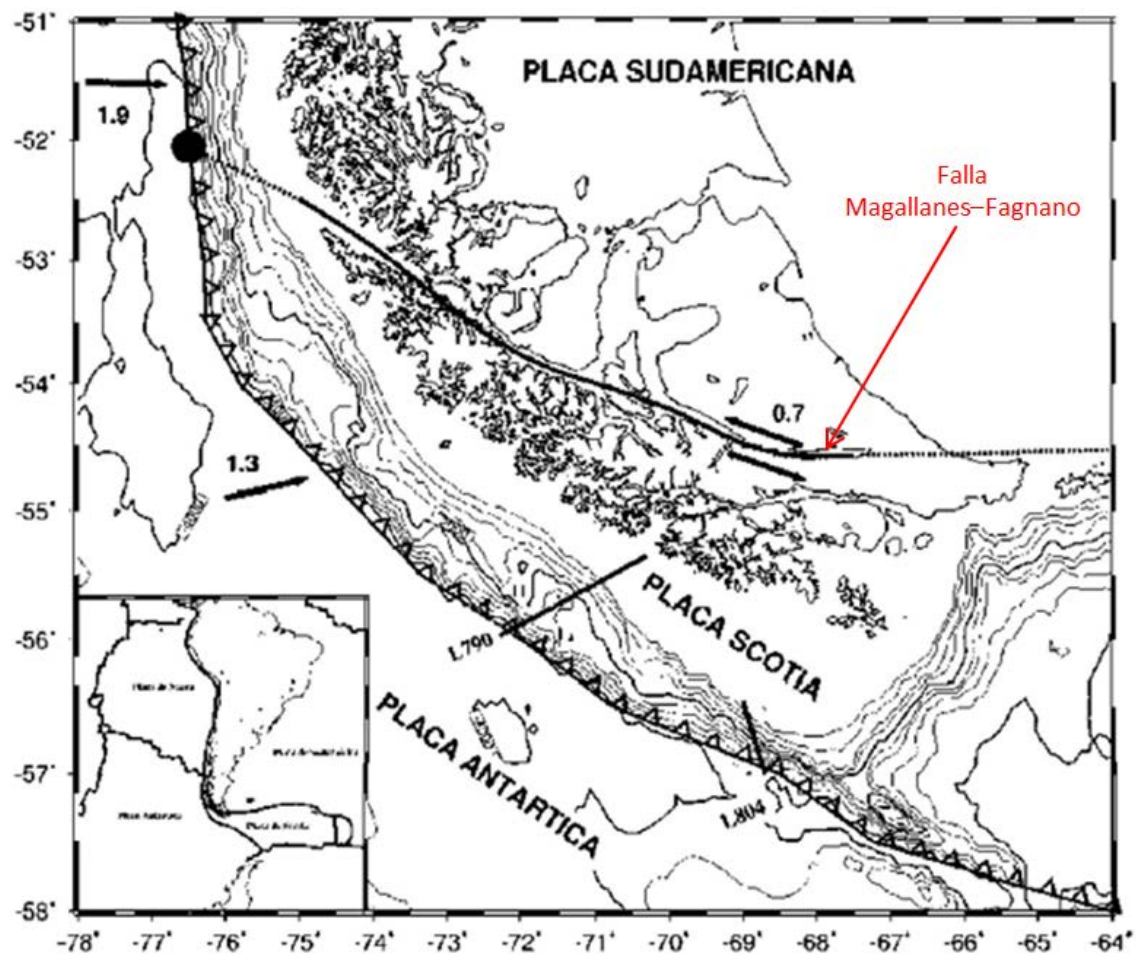 -51°
-52°
-53°
-54°
-55°
-56°
-57°
-58°
PLACA SUDAMERICANA
1.9
Falla
Magallanes–Fagnano
0.7
1.3
L790
PLACA SCOTIA
PLACA ANTARTICA
L804
-78° -77° -76° -75° -74° -73° -72° -71° -70° -69° -68° -67° -66° -65° -64°